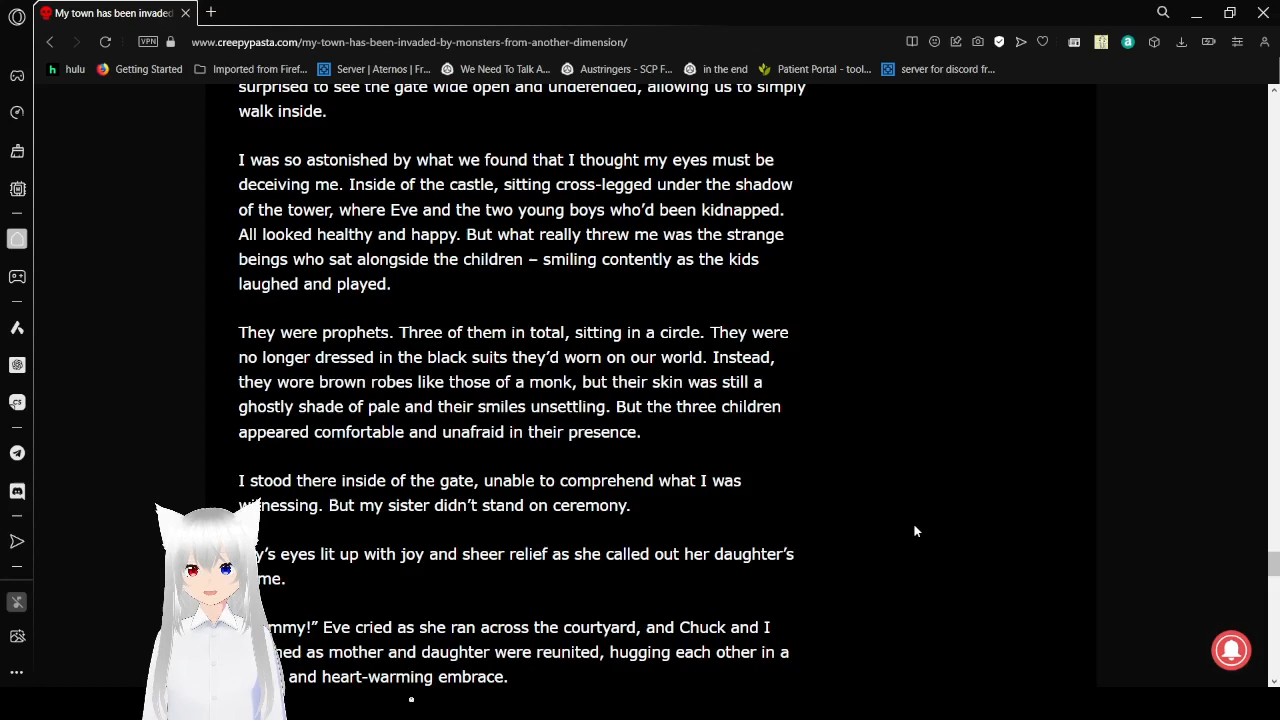 My town has been invaded
VPN
www.creepypasta.com/my-town-has-been-invaded-by-monsters-from-another-dimension/
hulu
Getting Started
Imported from Firef...
Server | Aternos | Fr...
We Need To Talk A...
Austringers - SCP F...
in the end
Patient Portal - tool...
server for discord fr...
surprised to see the gate wide open and undefended, allowing us to simply
walk inside.
I was so astonished by what we found that I thought my eyes must be
deceiving me. Inside of the castle, sitting cross-legged under the shadow
of the tower, where Eve and the two young boys who’d been kidnapped.
All looked healthy and happy. But what really threw me was the strange
beings who sat alongside the children – smiling contently as the kids
laughed and played.
They were prophets. Three of them in total, sitting in a circle. They were
no longer dressed in the black suits they’d worn on our world. Instead,
they wore brown robes like those of a monk, but their skin was still a
ghostly shade of pale and their smiles unsettling. But the three children
appeared comfortable and unafraid in their presence.
I stood there inside of the gate, unable to comprehend what I was
witnessing. But my sister didn’t stand on ceremony.
y’s eyes lit up with joy and sheer relief as she called out her daughter’s
me.
mmy!” Eve cried as she ran across the courtyard, and Chuck and I
ned as mother and daughter were reunited, hugging each other in a
and heart-warming embrace.